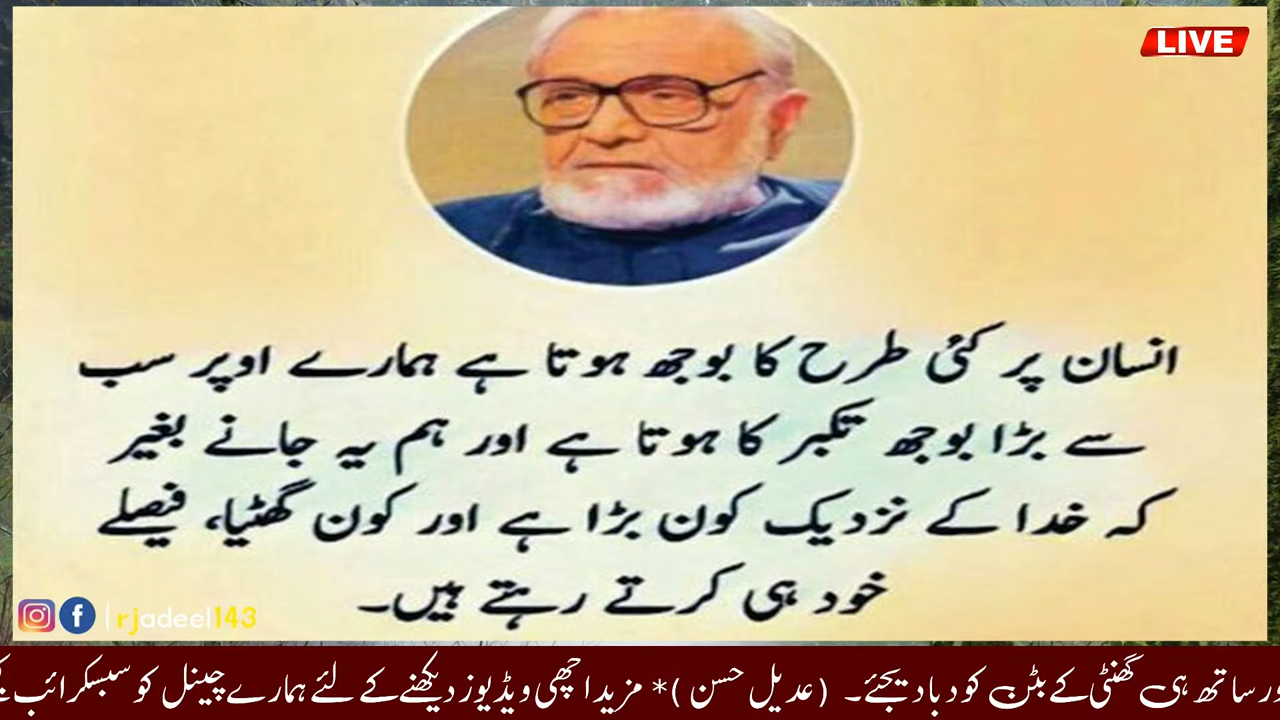 LIVE
انسان پر کئی طرح کا بوجھ ہوتا ہے ہمارے اوپر سب
سے بڑا بوجھ تکبر کا ہوتا ہے اور ہم یہ جانے بغیر
کہ خدا کے نزدیک کون بڑا ہے اور کون گھٹیا، فیصلے
خود ہی کرتے رہتے ہیں۔
rjadeel143
ساتھ ہی گھنٹی کے بٹن کو دبا دیجئے۔ (عدیل حسن )* مزید اچھی ویڈیوز دیکھنے کے لئے ہمارے چینل کو سبسکرائب